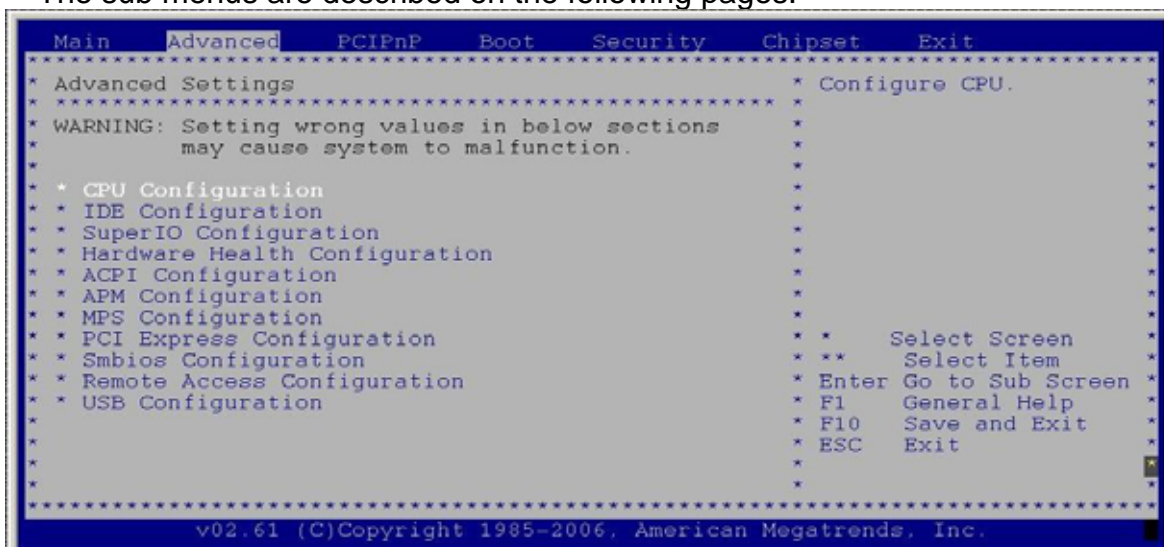 The sub menus are described on the following pages.
Main Advanced PCIPnP Boot Security Chipset Exit
********************************************************************************
* Advanced Settings * Configure CPU. *
* *************************************************** * *
* WARNING: Setting wrong values in below sections * *
* may cause system to malfunction. * *
* * *
* * CPU Configuration * *
* * IDE Configuration * *
* * SuperIO Configuration * *
* * Hardware Health Configuration * *
* * ACPI Configuration * *
* * APM Configuration * *
* * MPS Configuration * *
* * PCI Express Configuration * * Select Screen *
* * Smbios Configuration * ** Select Item *
* * Remote Access Configuration * Enter Go to Sub Screen *
* * USB Configuration * F1 General Help *
* * F10 Save and Exit *
* * ESC Exit *
* * *
* * *
********************************************************************************
v02.61 (C)Copyright 1985-2006, American Megatrends, Inc.